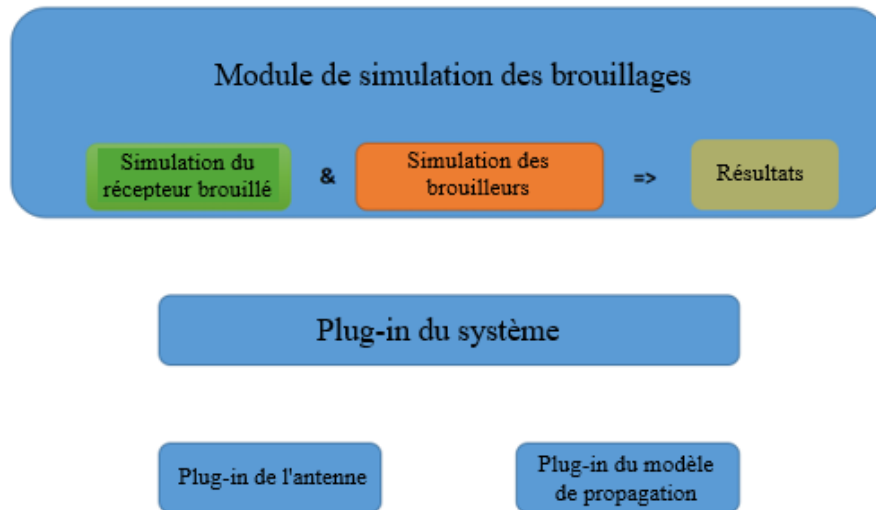 Module de simulation des brouillages
Simulation du
récepteur brouillé
&
Simulation des
brouilleurs
=>
Résultats
Plug-in du système
Plug-in de l'antenne
Plug-in du modèle
de propagation